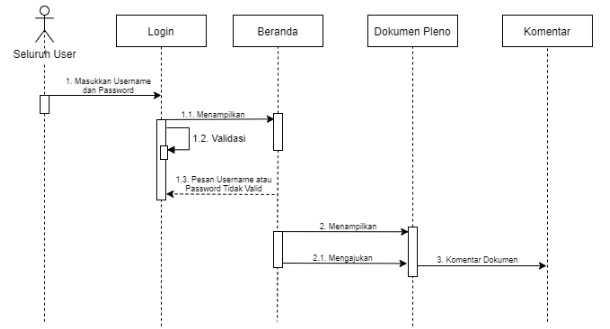 Seluruh User
Login
Beranda
Dokumen Pleno
Komentar
1. Masukkan Username
dan Password
1.1. Menampilkan
1.2. Validasi
1.3. Pesan Username atau
Password Tidak Valid
2. Menampilkan
2.1. Mengajukan
3. Komentar Dokumen